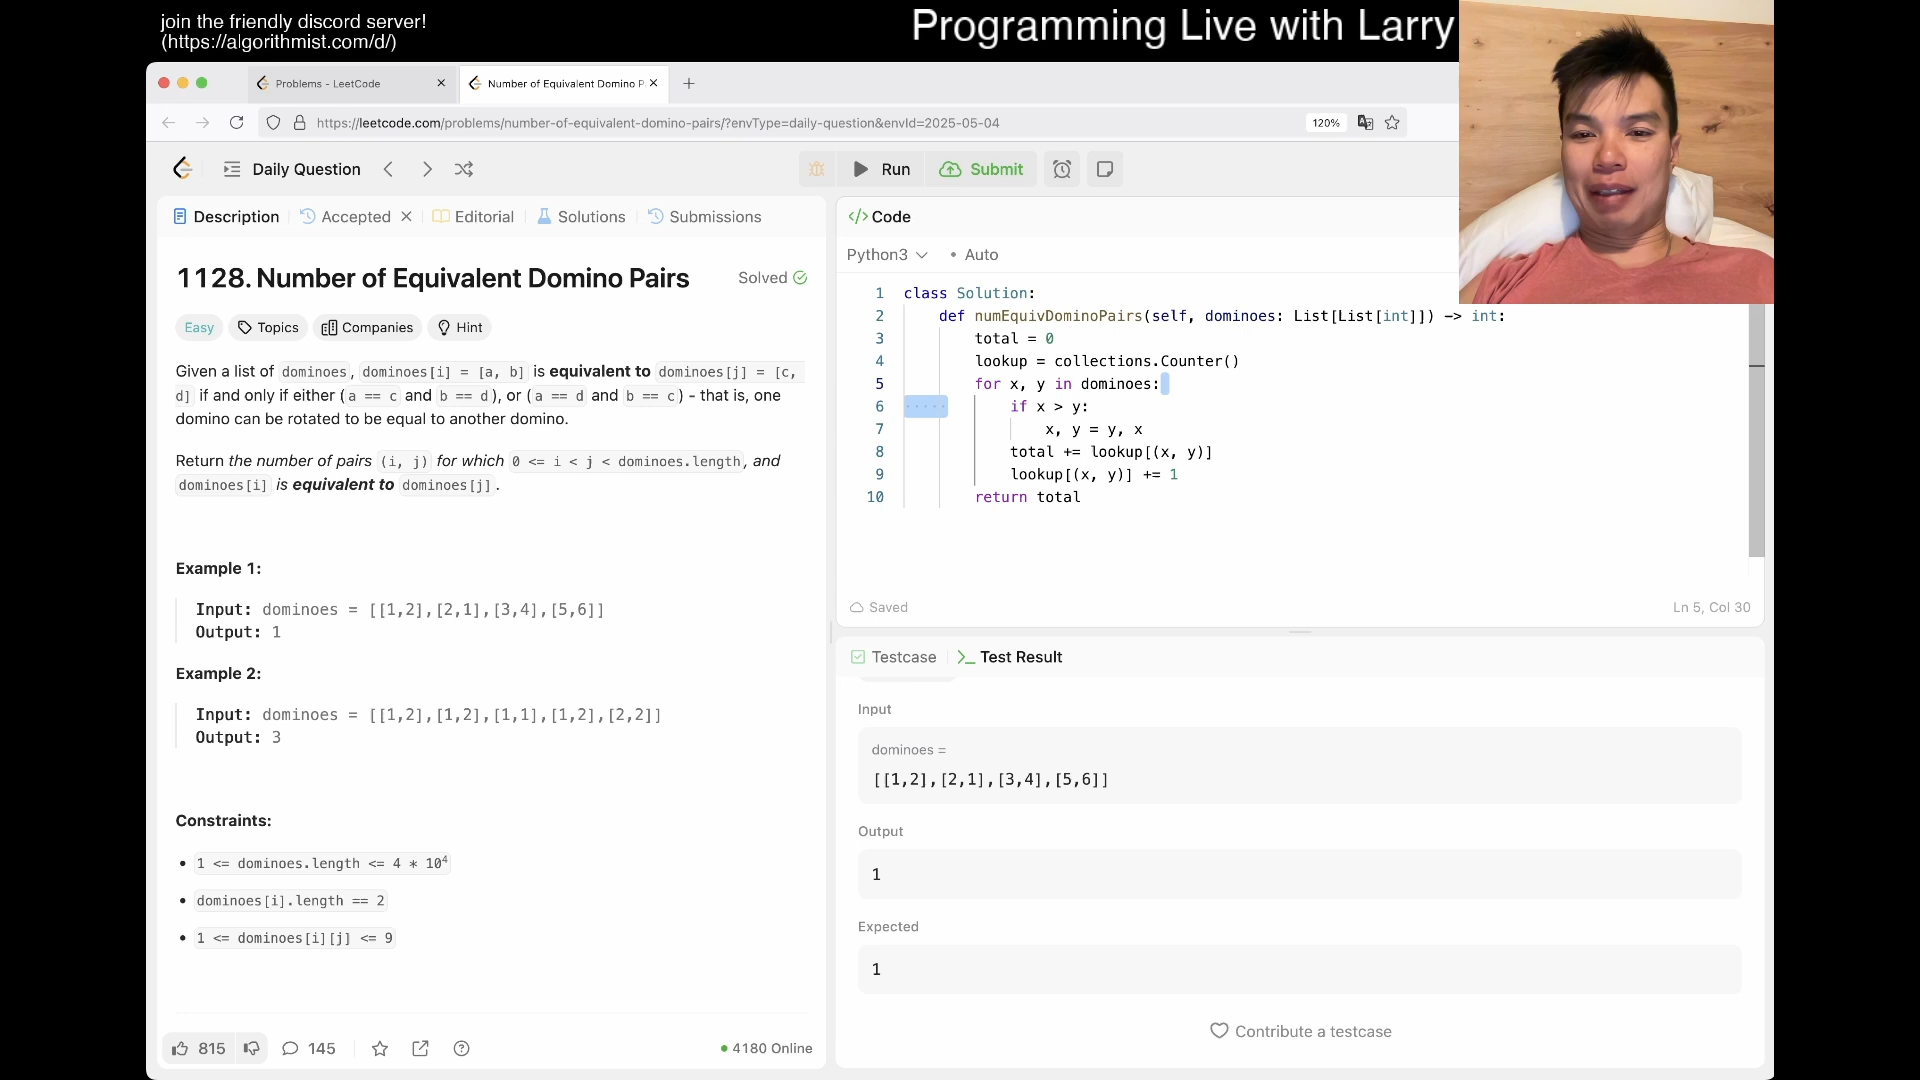 join the friendly discord server!
(https://algorithmist.com/d/)
Programming Live with Larry
Problems - LeetCode
Number of Equivalent Domino P
https://leetcode.com/problems/number-of-equivalent-domino-pairs/?envType=daily-question&envId=2025-05-04
120%
Daily Question
Run
Submit
Description
Accepted
Editorial
Solutions
Submissions
1128. Number of Equivalent Domino Pairs
Solved
Easy
Topics
Companies
Hint
Given a list of dominoes, dominoes[i] = [a, b] is equivalent to dominoes[j] = [c,
d] if and only if either (a == c and b == d), or (a == d and b == c) - that is, one
domino can be rotated to be equal to another domino.
Return the number of pairs (i, j) for which 0 <= i < j < dominoes.length, and
dominoes[i] is equivalent to dominoes[j].
Example 1:
Input: dominoes = [[1,2],[2,1],[3,4],[5,6]]
Output: 1
Example 2:
Input: dominoes = [[1,2],[1,2],[1,1],[1,2],[2,2]]
Output: 3
Constraints:
• 1 <= dominoes.length <= 4 * 10⁴
• dominoes[i].length == 2
• 1 <= dominoes[i][j] <= 9
815
145
4180 Online
</> Code
Python3
• Auto
1 class Solution:
2 def numEquivDominoPairs(self, dominoes: List[List[int]]) -> int:
3 total = 0
4 lookup = collections.Counter()
5 for x, y in dominoes:
6 if x > y:
7 x, y = y, x
8 total += lookup[(x, y)]
9 lookup[(x, y)] += 1
10 return total
Saved
Ln 5, Col 30
Testcase
Test Result
Input
dominoes =
[[1,2],[2,1],[3,4],[5,6]]
Output
1
Expected
1
Contribute a testcase